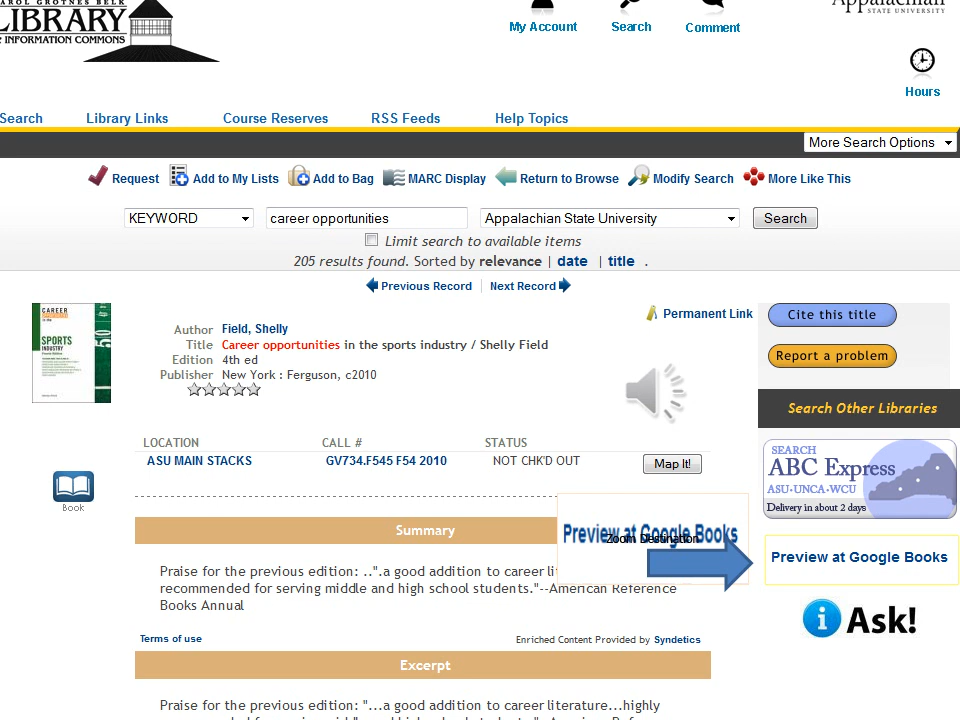 CAROL GROTNES BELK
LIBRARY
& INFORMATION COMMONS
My Account
Search
Comment
Appalachian
STATE UNIVERSITY
Hours
Search
Library Links
Course Reserves
RSS Feeds
Help Topics
More Search Options
Request
Add to My Lists
Add to Bag
MARC Display
Return to Browse
Modify Search
More Like This
KEYWORD
career opportunities
Appalachian State University
Search
Limit search to available items
205 results found. Sorted by relevance | date | title .
Previous Record
Next Record
CAREER
SPORTS
INDUSTRY
Author Field, Shelly
Title Career opportunities in the sports industry / Shelly Field
Edition 4th ed
Publisher New York : Ferguson, c2010
Permanent Link
Cite this title
Report a problem
Search Other Libraries
LOCATION CALL # STATUS
ASU MAIN STACKS GV734.F545 F54 2010 NOT CHK'D OUT
Map It!
Book
SEARCH
ABC Express
ASU·UNCA·WCU
Delivery in about 2 days
Preview at Google Books
Zoom Destination
Preview at Google Books
Ask!
Summary
Praise for the previous edition: ..".a good addition to career li
recommended for serving middle and high school students."--American Reference
Books Annual
Terms of use
Enriched Content Provided by Syndetics
Excerpt
Praise for the previous edition: "...a good addition to career literature...highly